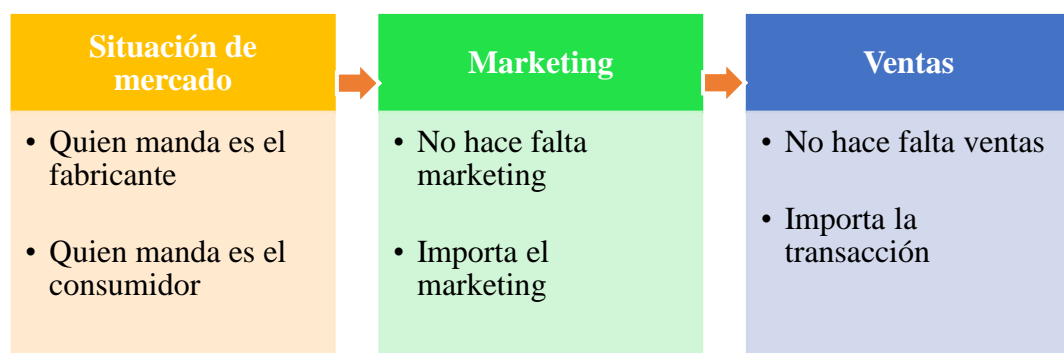 Situación de
mercado
• Quien manda es el
fabricante
• Quien manda es el
consumidor
Marketing
• No hace falta
marketing
• Importa el
marketing
Ventas
• No hace falta ventas
• Importa la
transacción